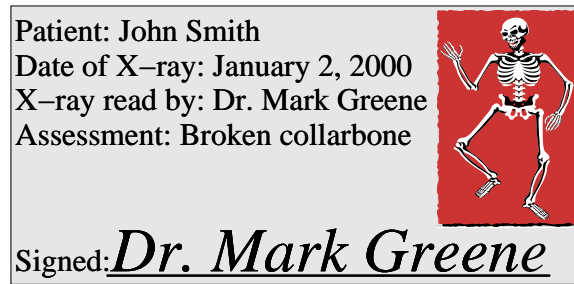 Patient: John Smith
Date of X−ray: January 2, 2000
X−ray read by: Dr. Mark Greene
Assessment: Broken collarbone
Signed: Dr. Mark Greene